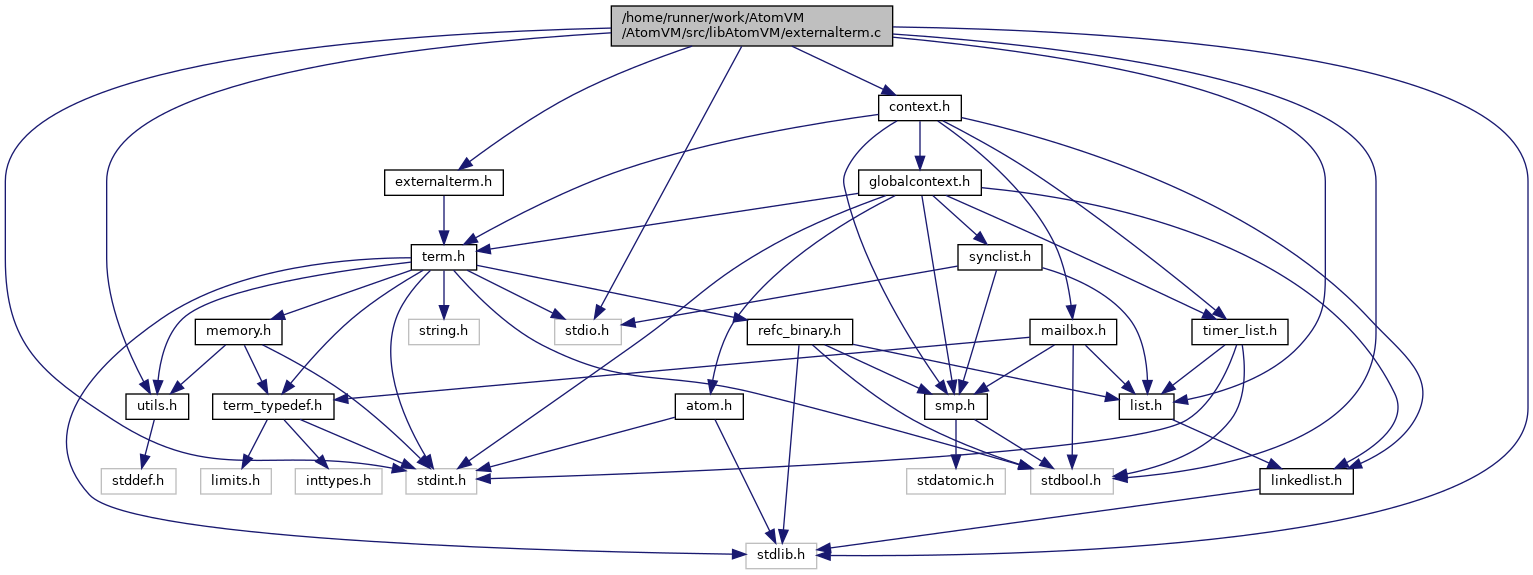 /home/runner/work/AtomVM
/AtomVM/src/libAtomVM/externalterm.c
context.h
externalterm.h
globalcontext.h
term.h
synclist.h
memory.h
string.h
stdio.h
refc_binary.h
mailbox.h
timer_list.h
utils.h
term_typedef.h
atom.h
smp.h
list.h
stddef.h
limits.h
inttypes.h
stdint.h
stdatomic.h
stdbool.h
linkedlist.h
stdlib.h